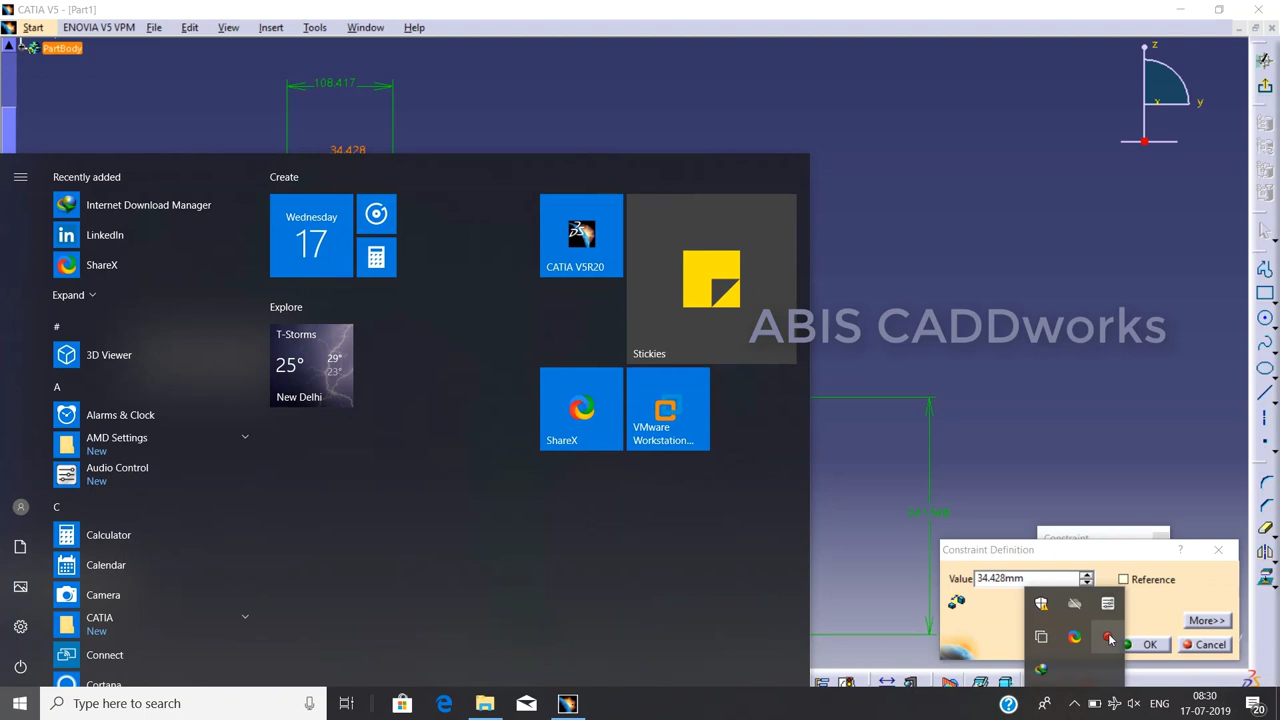 CATIA V5 - [Part1]
Start ENOVIA V5 VPM File Edit View Insert Tools Window Help
PartBody
108.417
34.428
z
x
y
Recently added
Internet Download Manager
LinkedIn
ShareX
Expand
#
3D Viewer
A
Alarms & Clock
AMD Settings
New
Audio Control
New
C
Calculator
Calendar
Camera
CATIA
New
Connect
Cortana
Create
Wednesday
17
Explore
T-Storms
25° 29°
23°
New Delhi
CATIA V5R20
Stickies
ShareX
VMware
Workstation...
ABIS CADDworks
Constraint Definition ?
Value 34.428mm Reference
More>>
OK Cancel
Type here to search
ENG
08:30
17-07-2019
20